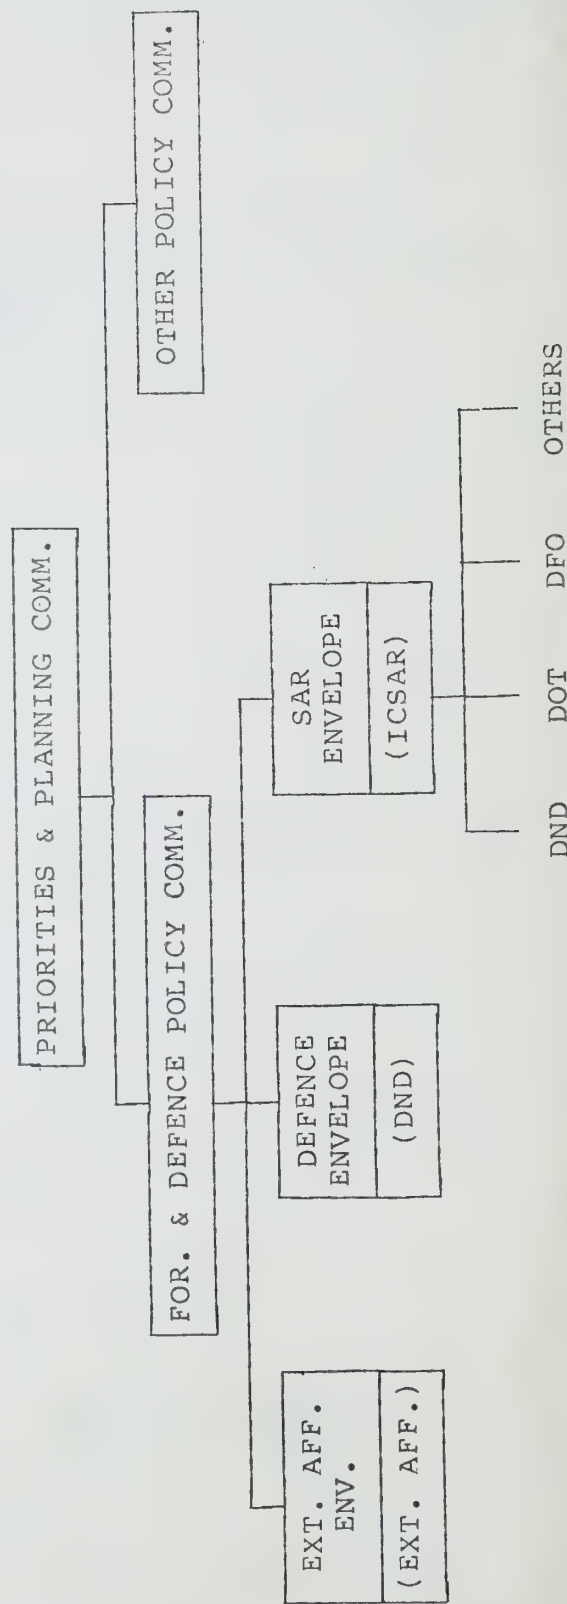 PRIORITIES & PLANNING COMM.
FOR. & DEFENCE POLICY COMM.
OTHER POLICY COMM.
EXT. AFF.
ENV.
(EXT. AFF.)
DEFENCE
ENVELOPE
(DND)
SAR
ENVELOPE
(ICSAR)
DND
DOT
DFO
OTHERS